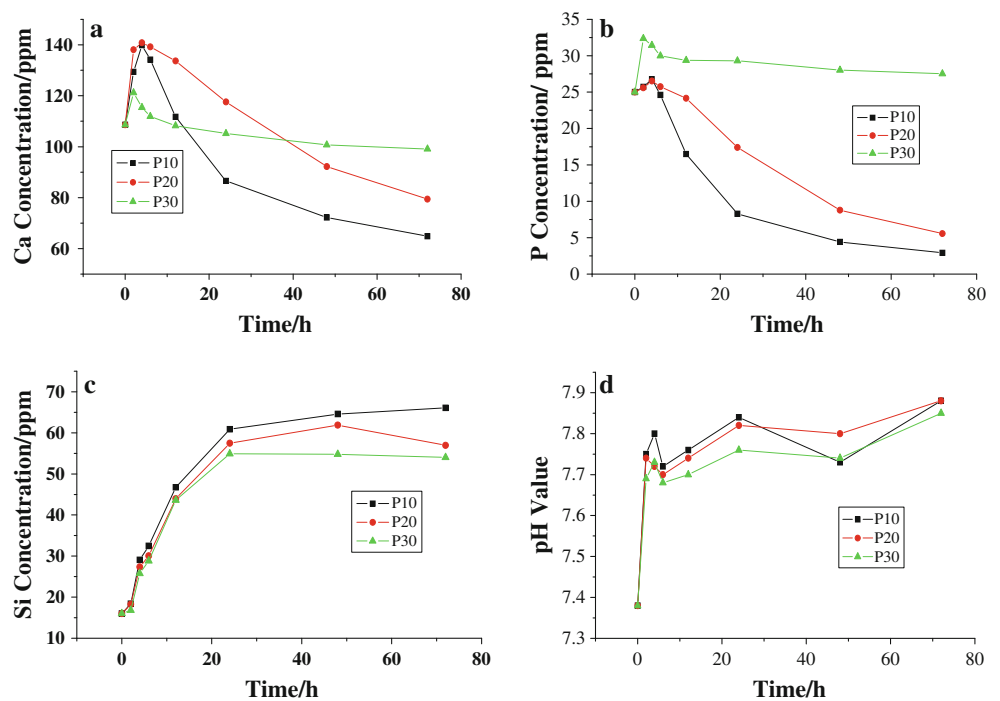 a
Ca Concentration/ppm
140
120
100
80
60
P10
P20
P30
0 20 40 60 80
Time/h
b
P Concentration/ ppm
35
30
25
20
15
10
5
0
P10
P20
P30
0 20 40 60 80
Time/h
c
Si Concentration/ppm
70
60
50
40
30
20
10
P10
P20
P30
0 20 40 60 80
Time/h
d
pH Value
7.9
7.8
7.7
7.6
7.5
7.4
7.3
P10
P20
P30
0 20 40 60 80
Time/h